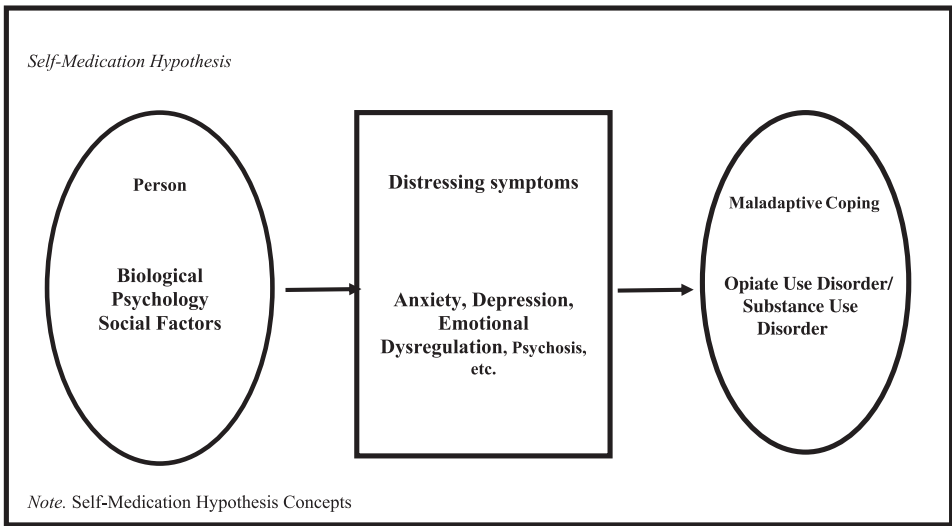 Self-Medication Hypothesis
Person
Biological
Psychology
Social Factors
Distressing symptoms
Anxiety, Depression,
Emotional
Dysregulation, Psychosis,
etc.
Maladaptive Coping
Opiate Use Disorder/
Substance Use
Disorder
Note. Self-Medication Hypothesis Concepts